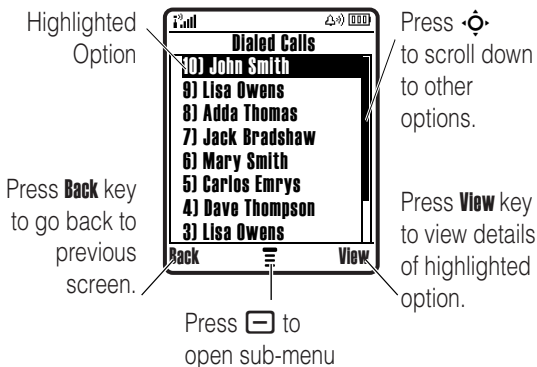 Highlighted
Option
Dialed Calls
10) John Smith
9) Lisa Owens
8) Adda Thomas
7) Jack Bradshaw
6) Mary Smith
5) Carlos Emrys
4) Dave Thompson
3) Lisa Owens
Back
View
Press
to scroll down
to other
options.
Press Back key
to go back to
previous
screen.
Press View key
to view details
of highlighted
option.
Press to
open sub-menu